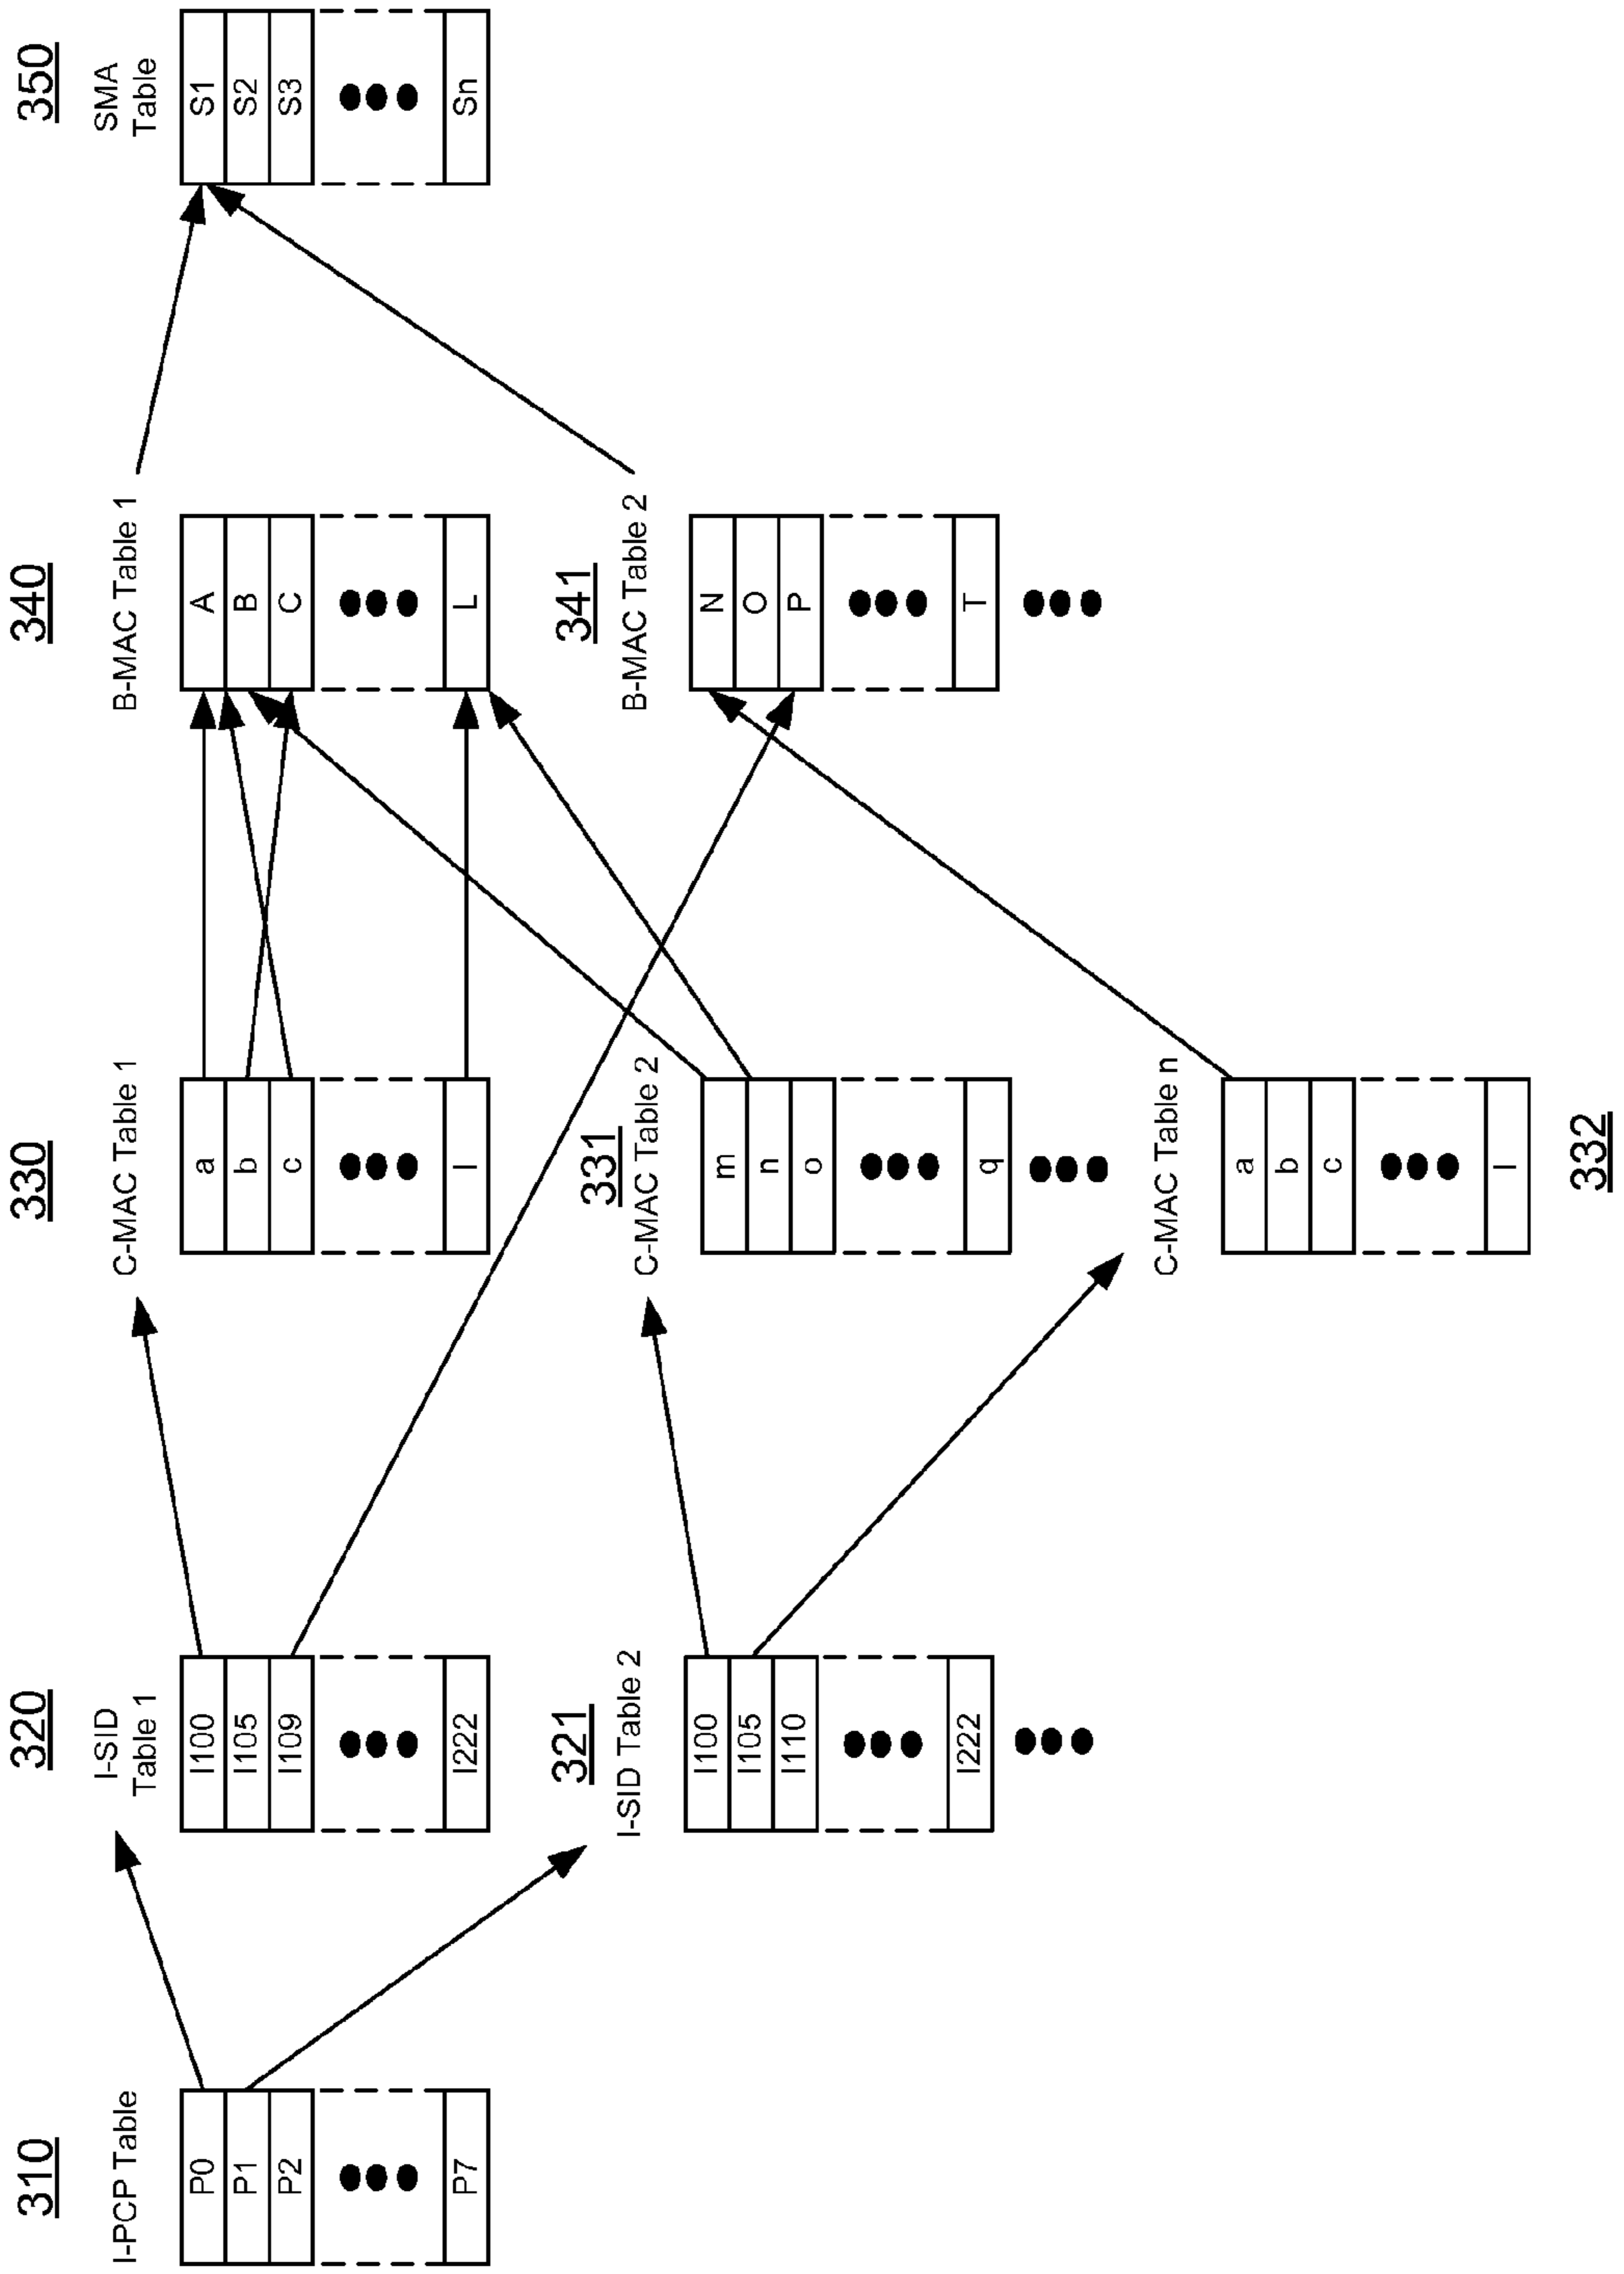 310
I-PCP Table
P0
P1
P2
P7
320
I-SID
Table 1
I100
I105
I109
I222
321
I-SID Table 2
I100
I105
I110
I222
330
C-MAC Table 1
a
b
c
l
331
C-MAC Table 2
m
n
o
q
C-MAC Table n
a
b
c
l
332
340
B-MAC Table 1
A
B
C
L
341
B-MAC Table 2
N
O
P
T
350
SMA
Table
S1
S2
S3
Sn